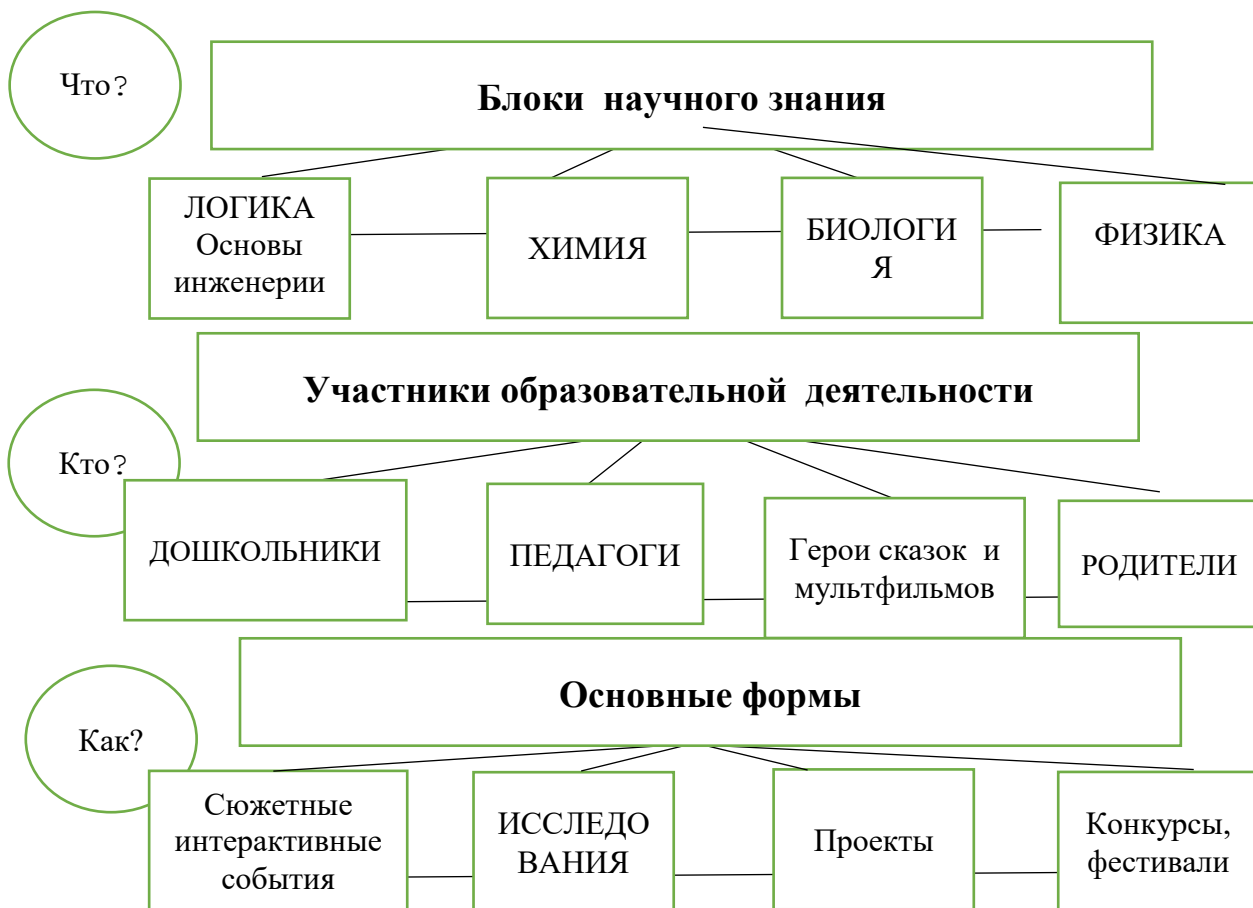 Что?
Блоки научного знания
ЛОГИКА
Основы
инженерии
ХИМИЯ
БИОЛОГИ
Я
ФИЗИКА
Участники образовательной деятельности
Кто?
ДОШКОЛЬНИКИ
ПЕДАГОГИ
Герои сказок и
мультфильмов
РОДИТЕЛИ
Основные формы
Как?
Сюжетные
интерактивные
события
ИССЛЕДО
ВАНИЯ
Проекты
Конкурсы,
фестивали